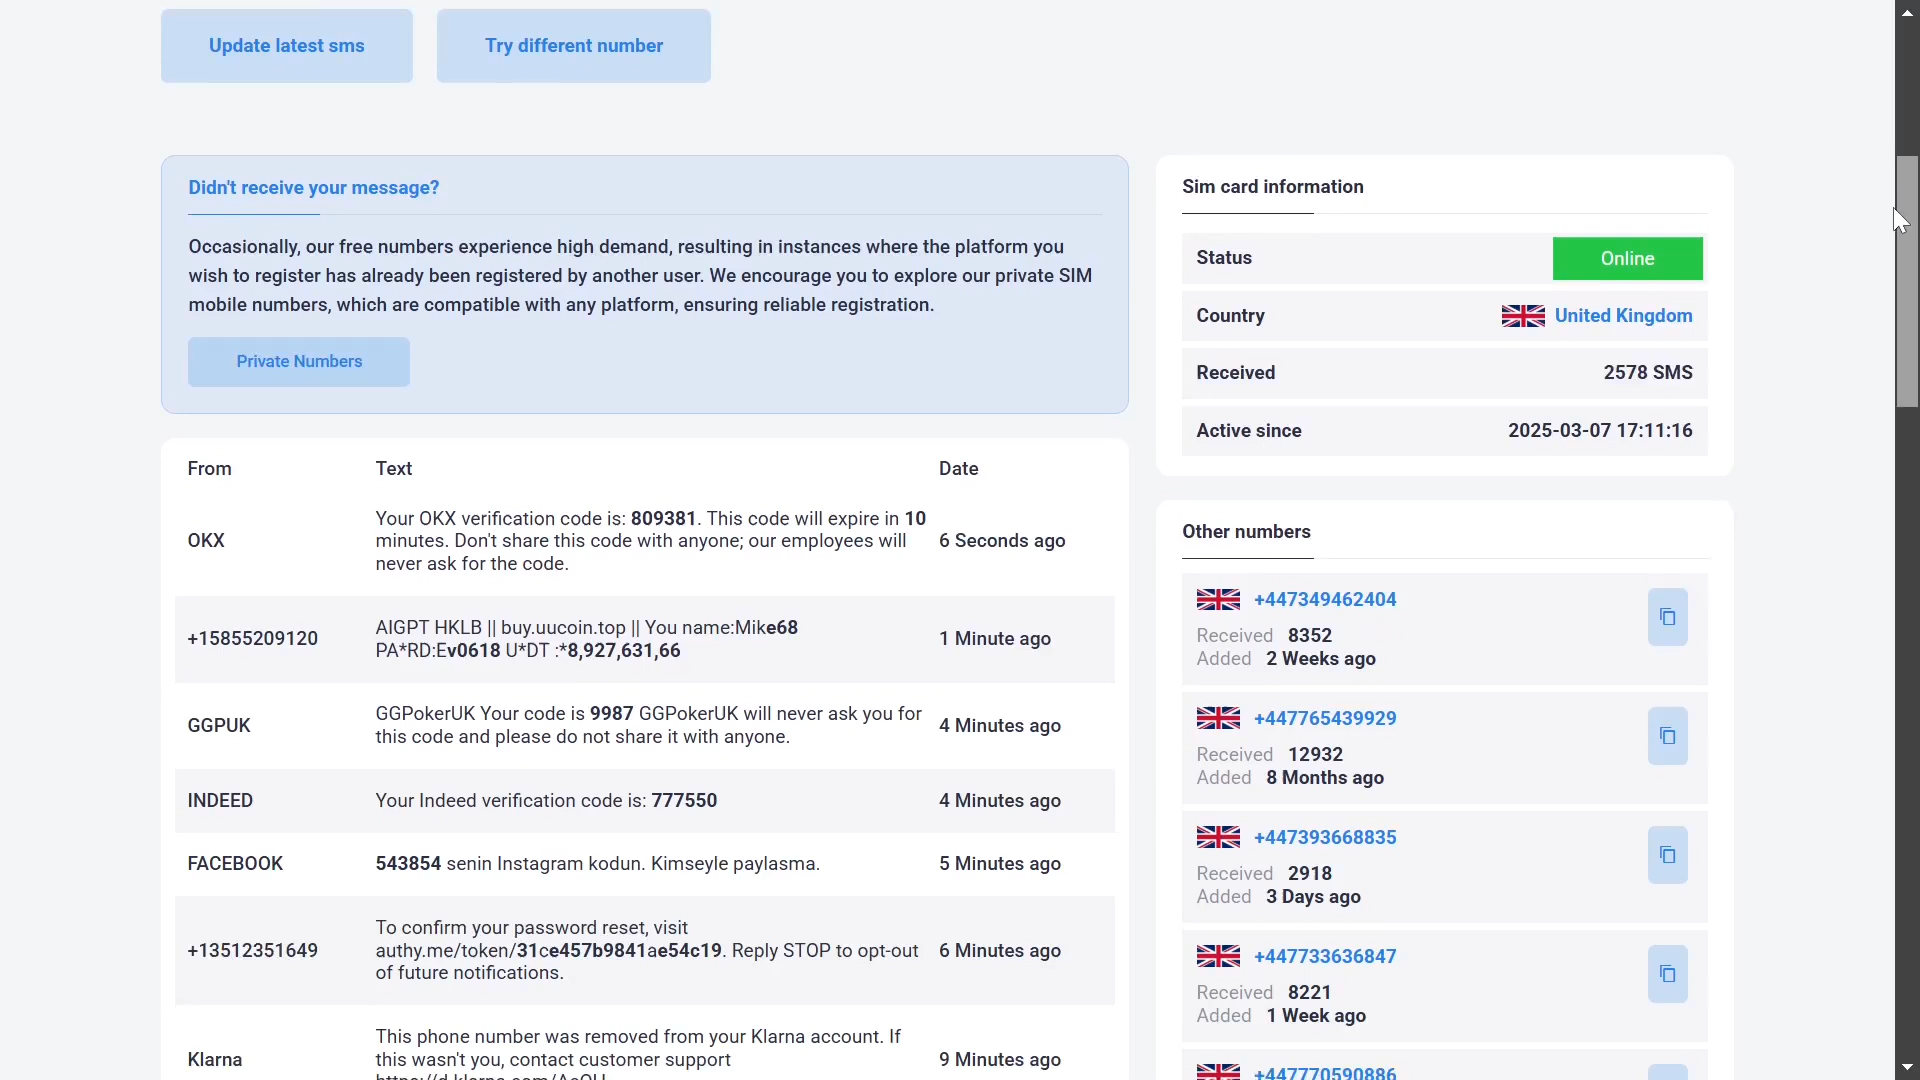 Update latest sms
Try different number
Didn't receive your message?
Occasionally, our free numbers experience high demand, resulting in instances where the platform you
wish to register has already been registered by another user. We encourage you to explore our private SIM
mobile numbers, which are compatible with any platform, ensuring reliable registration.
Private Numbers
From Text Date
OKX
Your OKX verification code is: 809381. This code will expire in 10
minutes. Don't share this code with anyone; our employees will
never ask for the code.
6 Seconds ago
+15855209120
AIGPT HKLB || buy.uucoin.top || You name:Mike68
PA*RD:Ev0618 U*DT :*8,927,631,66
1 Minute ago
GGPUK
GGPokerUK Your code is 9987 GGPokerUK will never ask you for
this code and please do not share it with anyone.
4 Minutes ago
INDEED
Your Indeed verification code is: 777550
4 Minutes ago
FACEBOOK
543854 senin Instagram kodun. Kimseyle paylasma.
5 Minutes ago
+13512351649
To confirm your password reset, visit
authy.me/token/31ce457b9841ae54c19. Reply STOP to opt-out
of future notifications.
6 Minutes ago
Klarna
This phone number was removed from your Klarna account. If
this wasn't you, contact customer support
9 Minutes ago
Sim card information
Status Online
Country United Kingdom
Received 2578 SMS
Active since 2025-03-07 17:11:16
Other numbers
+447349462404
Received 8352
Added 2 Weeks ago
+447765439929
Received 12932
Added 8 Months ago
+447393668835
Received 2918
Added 3 Days ago
+447733636847
Received 8221
Added 1 Week ago
+447770590886